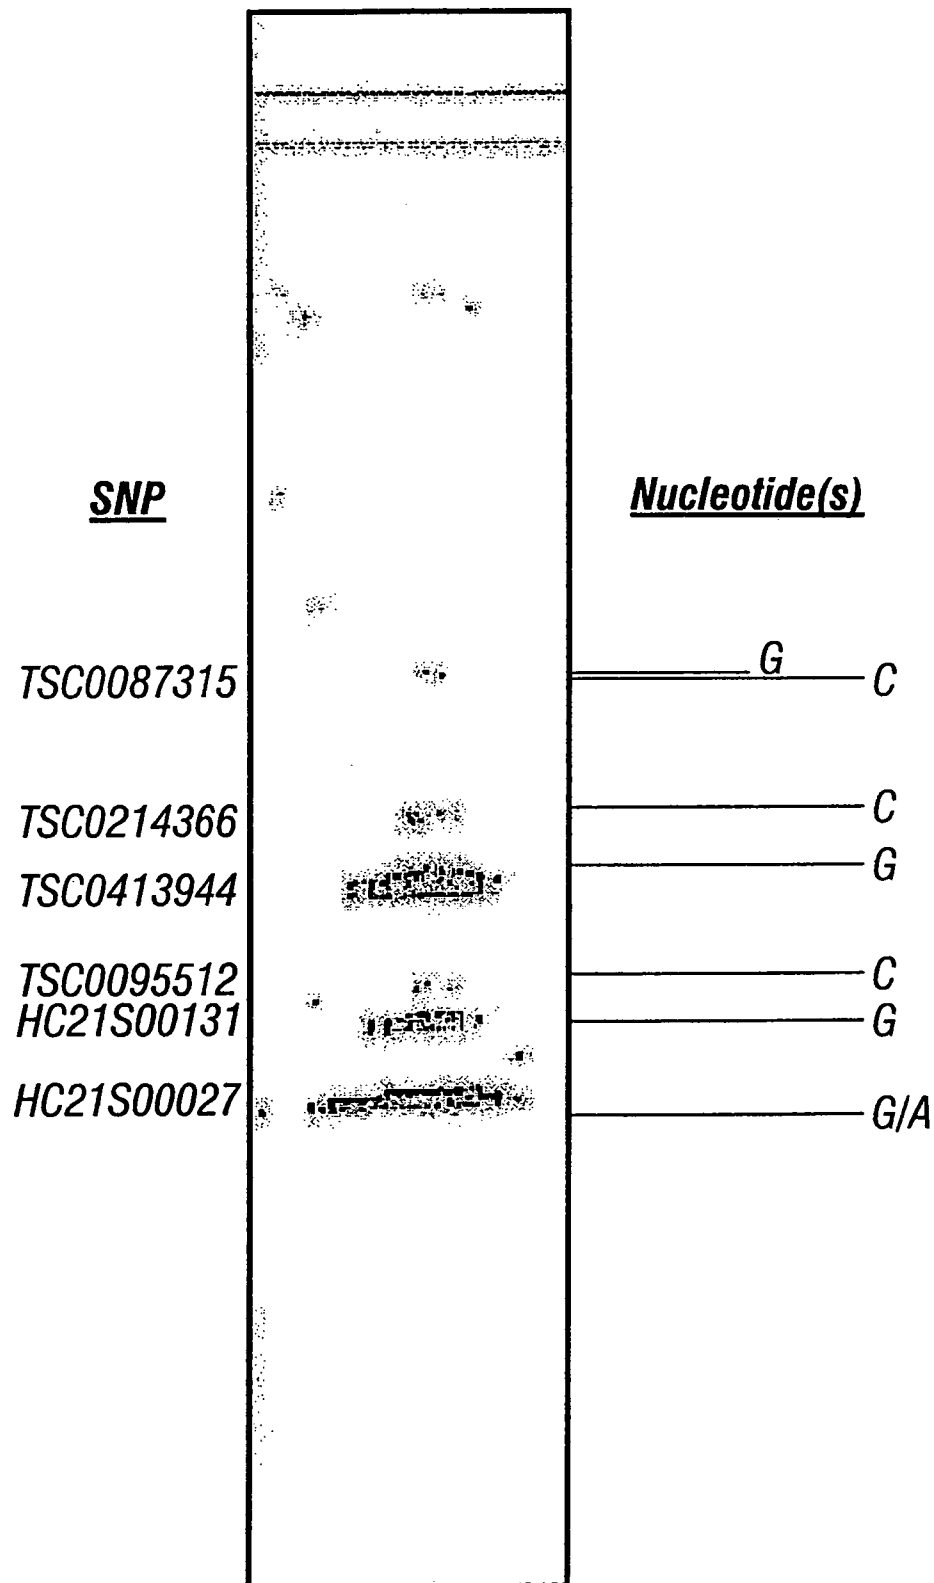 SNP
Nucleotide(s)
TSC0087315
G
C
TSC0214366
C
TSC0413944
G
TSC0095512
C
HC21S00131
G
HC21S00027
G/A